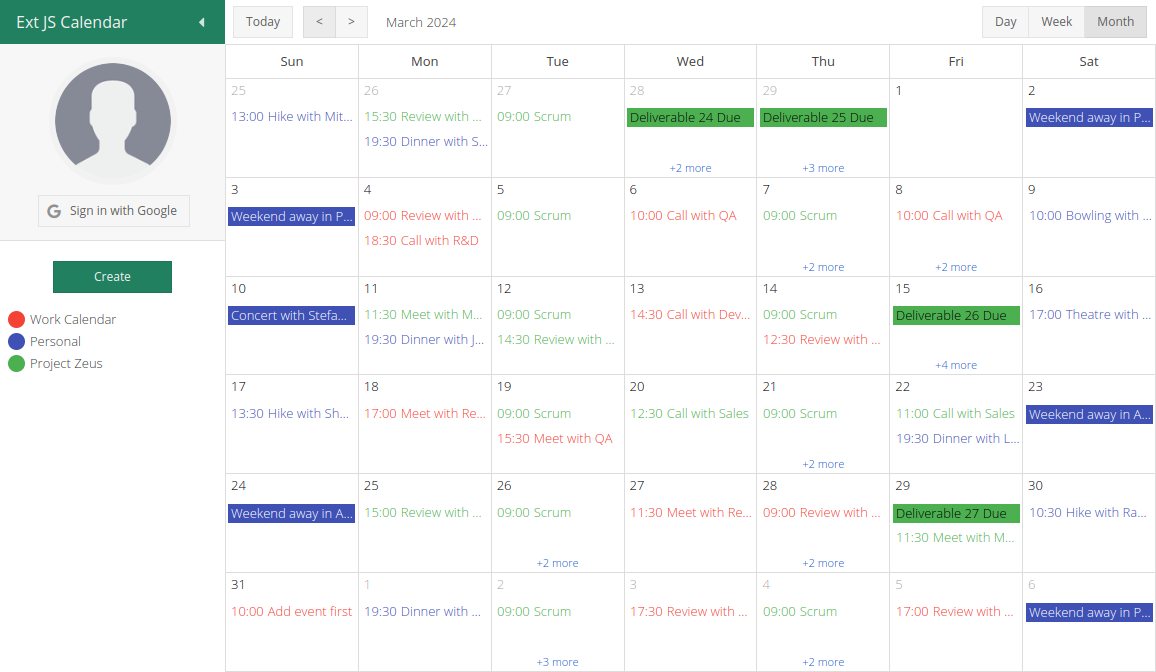 Ext JS Calendar
Today < > March 2024 Day Week Month
Sign in with Google
Create
Work Calendar
Personal
Project Zeus
Sun Mon Tue Wed Thu Fri Sat
25 26 27 28 29 1 2
13:00 Hike with Mit... 15:30 Review with ... 09:00 Scrum Deliverable 24 Due Deliverable 25 Due Weekend away in P...
19:30 Dinner with S...
+2 more +3 more
3 4 5 6 7 8 9
Weekend away in P... 09:00 Review with ... 09:00 Scrum 10:00 Call with QA 09:00 Scrum 10:00 Call with QA 10:00 Bowling with ...
18:30 Call with R&D
+2 more +2 more
10 11 12 13 14 15 16
Concert with Stefa... 11:30 Meet with M... 09:00 Scrum 14:30 Call with Dev... 09:00 Scrum Deliverable 26 Due 17:00 Theatre with ...
19:30 Dinner with J... 14:30 Review with ... 12:30 Review with ...
+4 more
17 18 19 20 21 22 23
13:30 Hike with Sh... 17:00 Meet with Re... 09:00 Scrum 12:30 Call with Sales 09:00 Scrum 11:00 Call with Sales Weekend away in A...
15:30 Meet with QA 19:30 Dinner with L...
+2 more
24 25 26 27 28 29 30
Weekend away in A... 15:00 Review with ... 09:00 Scrum 11:30 Meet with Re... 09:00 Review with ... Deliverable 27 Due 10:30 Hike with Ra...
11:30 Meet with M...
+2 more +2 more
31 1 2 3 4 5 6
10:00 Add event first 19:30 Dinner with ... 09:00 Scrum 17:30 Review with ... 09:00 Scrum 17:00 Review with ... Weekend away in P...
+3 more +2 more